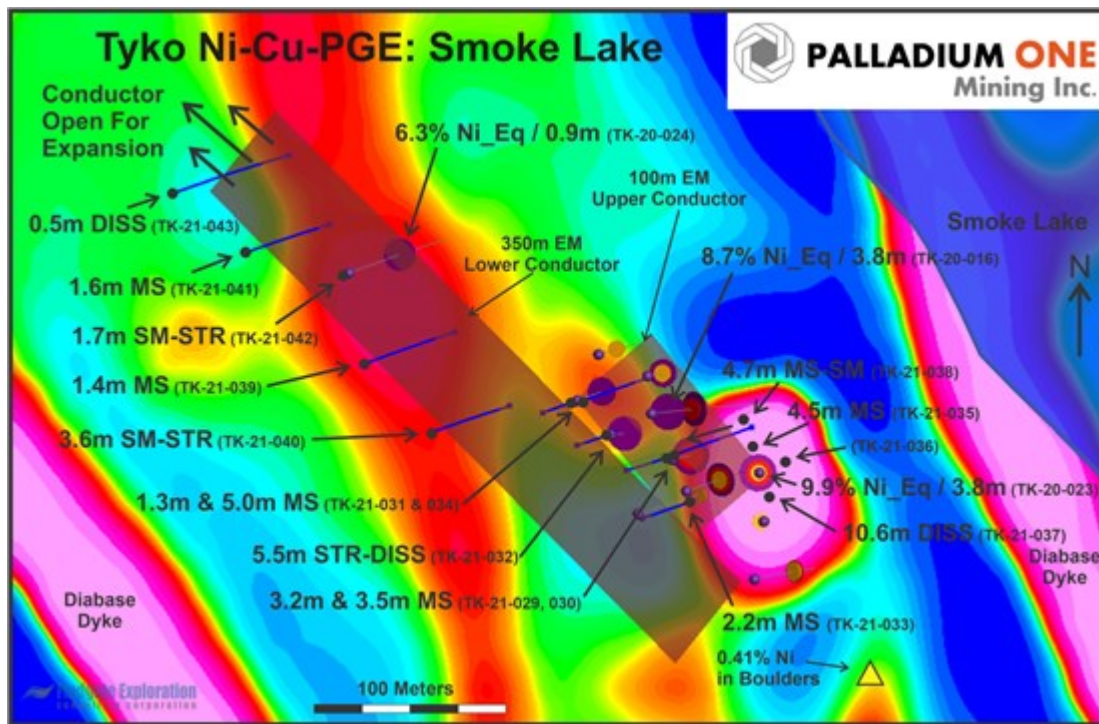 Tyko Ni-Cu-PGE: Smoke Lake
PALLADIUM ONE
Mining Inc.
Conductor
Open For
Expansion
6.3% Ni_Eq / 0.9m (TK-20-024)
100m EM
Upper Conductor
Smoke Lake
0.5m DISS (TK-21-043)
350m EM
Lower Conductor
8.7% Ni_Eq / 3.8m (TK-20-016)
N
1.6m MS (TK-21-041)
1.7m SM-STR (TK-21-042)
4.7m MS-SM (TK-21-038)
1.4m MS (TK-21-039)
4.5m MS (TK-21-035)
3.6m SM-STR (TK-21-040)
(TK-21-036)
9.9% Ni_Eq / 3.8m (TK-20-023)
1.3m & 5.0m MS (TK-21-031 & 034)
10.6m DISS (TK-21-037)
5.5m STR-DISS (TK-21-032)
Diabase
Dyke
3.2m & 3.5m MS (TK-21-029, 030)
Diabase
Dyke
2.2m MS (TK-21-033)
0.41% Ni
in Boulders
100 Meters
Exploration
corporation